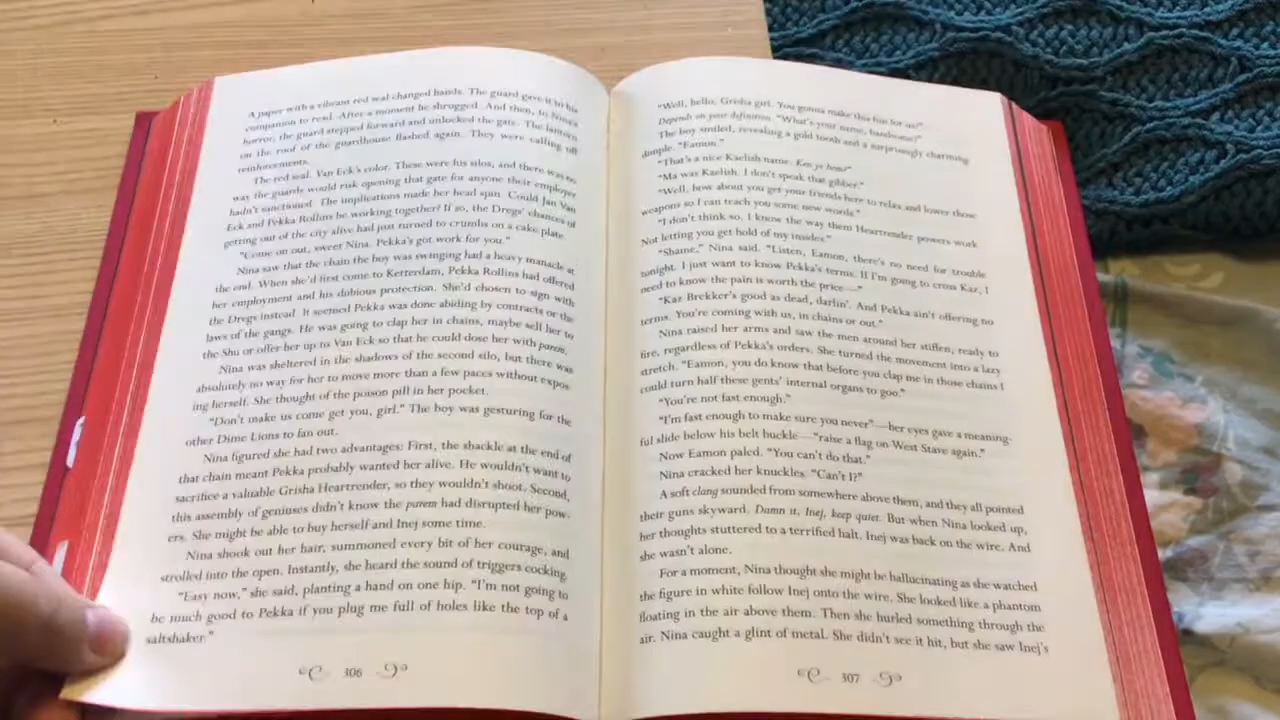 A paper with a vibrant red seal changed hands. The guard gave it to his
companion to read. After a moment he shrugged. And then, to Nina's
horror, the guard stepped forward and unlocked the gate. The lantern
on the roof of the guardhouse flashed again. They were calling off
reinforcements.
The red seal. Van Eck's color. These were his silos, and there was no
way the guards would risk opening that gate for anyone their employer
hadn't sanctioned. The implications made her head spin. Could Jan Van
Eck and Pekka Rollins be working together? If so, the Dregs' chances of
getting out of the city alive had just turned to crumbs on a cake plate.
"Come on out, sweet Nina. Pekka's got work for you."
Nina saw that the chain the boy was swinging had a heavy manacle at
the end. When she'd first come to Ketterdam, Pekka Rollins had offered
her employment and his dubious protection. She'd chosen to sign with
the Dregs instead. It seemed Pekka was done abiding by contracts or the
laws of the gangs. He was going to clap her in chains, maybe sell her to
the Shu or offer her up to Van Eck so that he could dose her with parem.
Nina was sheltered in the shadows of the second silo, but there was
absolutely no way for her to move more than a few paces without expos-
ing herself. She thought of the poison pill in her pocket.
"Don't make us come get you, girl." The boy was gesturing for the
other Dime Lions to fan out.
Nina figured she had two advantages: First, the shackle at the end of
that chain meant Pekka probably wanted her alive. He wouldn't want to
sacrifice a valuable Grisha Heartrender, so they wouldn't shoot. Second,
this assembly of geniuses didn't know the parem had disrupted her pow-
ers. She might be able to buy herself and Inej some time.
Nina shook out her hair, summoned every bit of her courage, and
strolled into the open. Instantly, she heard the sound of triggers cocking.
"Easy now," she said, planting a hand on one hip. "I'm not going to
be much good to Pekka if you plug me full of holes like the top of a
saltshaker."
306
"Well, hello, Grisha girl. You gonna make this fun for us?"
Depends on your definition. "What's your name, handsome?"
The boy smiled, revealing a gold tooth and a surprisingly charming
dimple. "Eamon."
"That's a nice Kaelish name. Ken ye hom?"
"Ma was Kaelish. I don't speak that gibber."
"Well, how about you get your friends here to relax and lower those
weapons so I can teach you some new words."
"I don't think so. I know the way them Heartrender powers work
Not letting you get hold of my insides."
"Shame," Nina said. "Listen, Eamon, there's no need for trouble
tonight. I just want to know Pekka's terms. If I'm going to cross Kaz, I
need to know the pain is worth the price—"
"Kaz Brekker's good as dead, darlin'. And Pekka ain't offering no
terms. You're coming with us, in chains or out."
Nina raised her arms and saw the men around her stiffen, ready to
fire, regardless of Pekka's orders. She turned the movement into a lazy
stretch. "Eamon, you do know that before you clap me in those chains I
could turn half these gents' internal organs to goo."
"You're not fast enough."
"I'm fast enough to make sure you never"—her eyes gave a meaning-
ful slide below his belt buckle—"raise a flag on West Stave again."
Now Eamon paled. "You can't do that."
Nina cracked her knuckles. "Can't I?"
A soft clang sounded from somewhere above them, and they all pointed
their guns skyward. Damn it, Inej, keep quiet. But when Nina looked up,
her thoughts stuttered to a terrified halt. Inej was back on the wire. And
she wasn't alone.
For a moment, Nina thought she might be hallucinating as she watched
the figure in white follow Inej onto the wire. She looked like a phantom
floating in the air above them. Then she hurled something through the
air. Nina caught a glint of metal. She didn't see it hit, but she saw Inej's
307